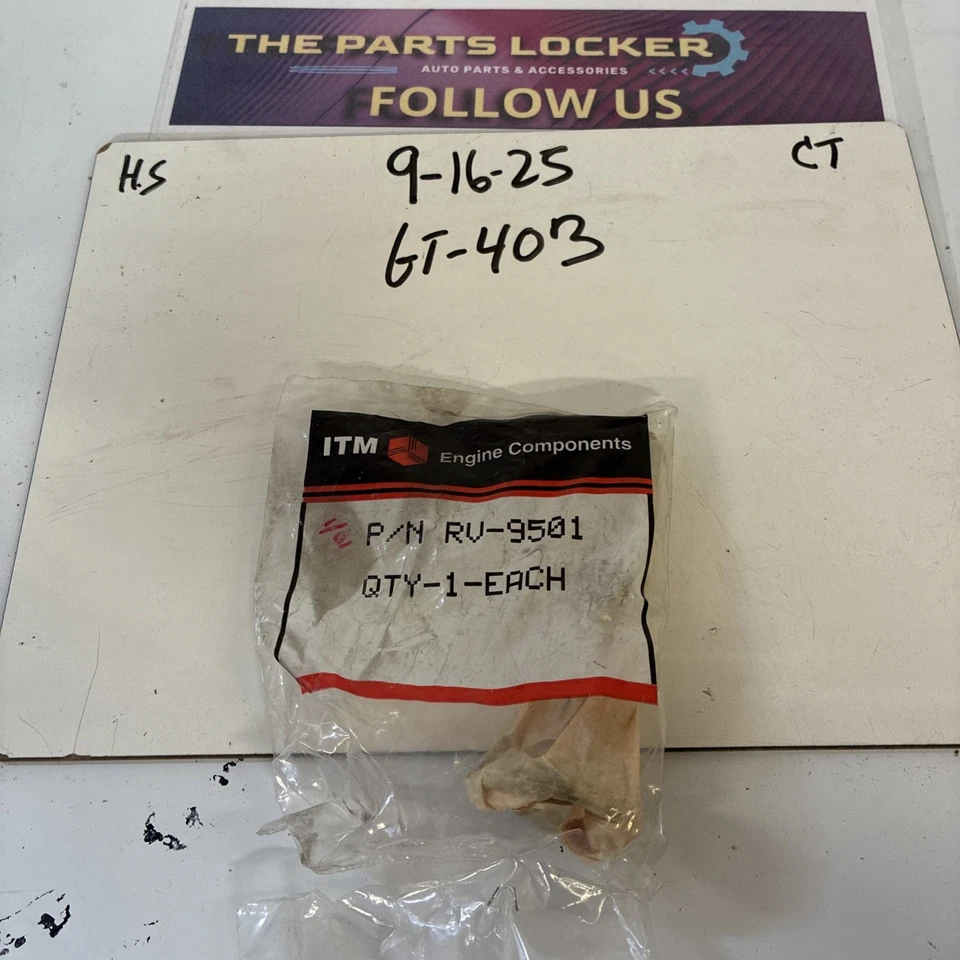 THE PARTS LOCKER
AUTO PARTS & ACCESSORIES <<<<
FOLLOW US
H.S
9-16-25
CT
GT-403
ITM Engine Components
P/N RV-9501
QTY-1-EACH